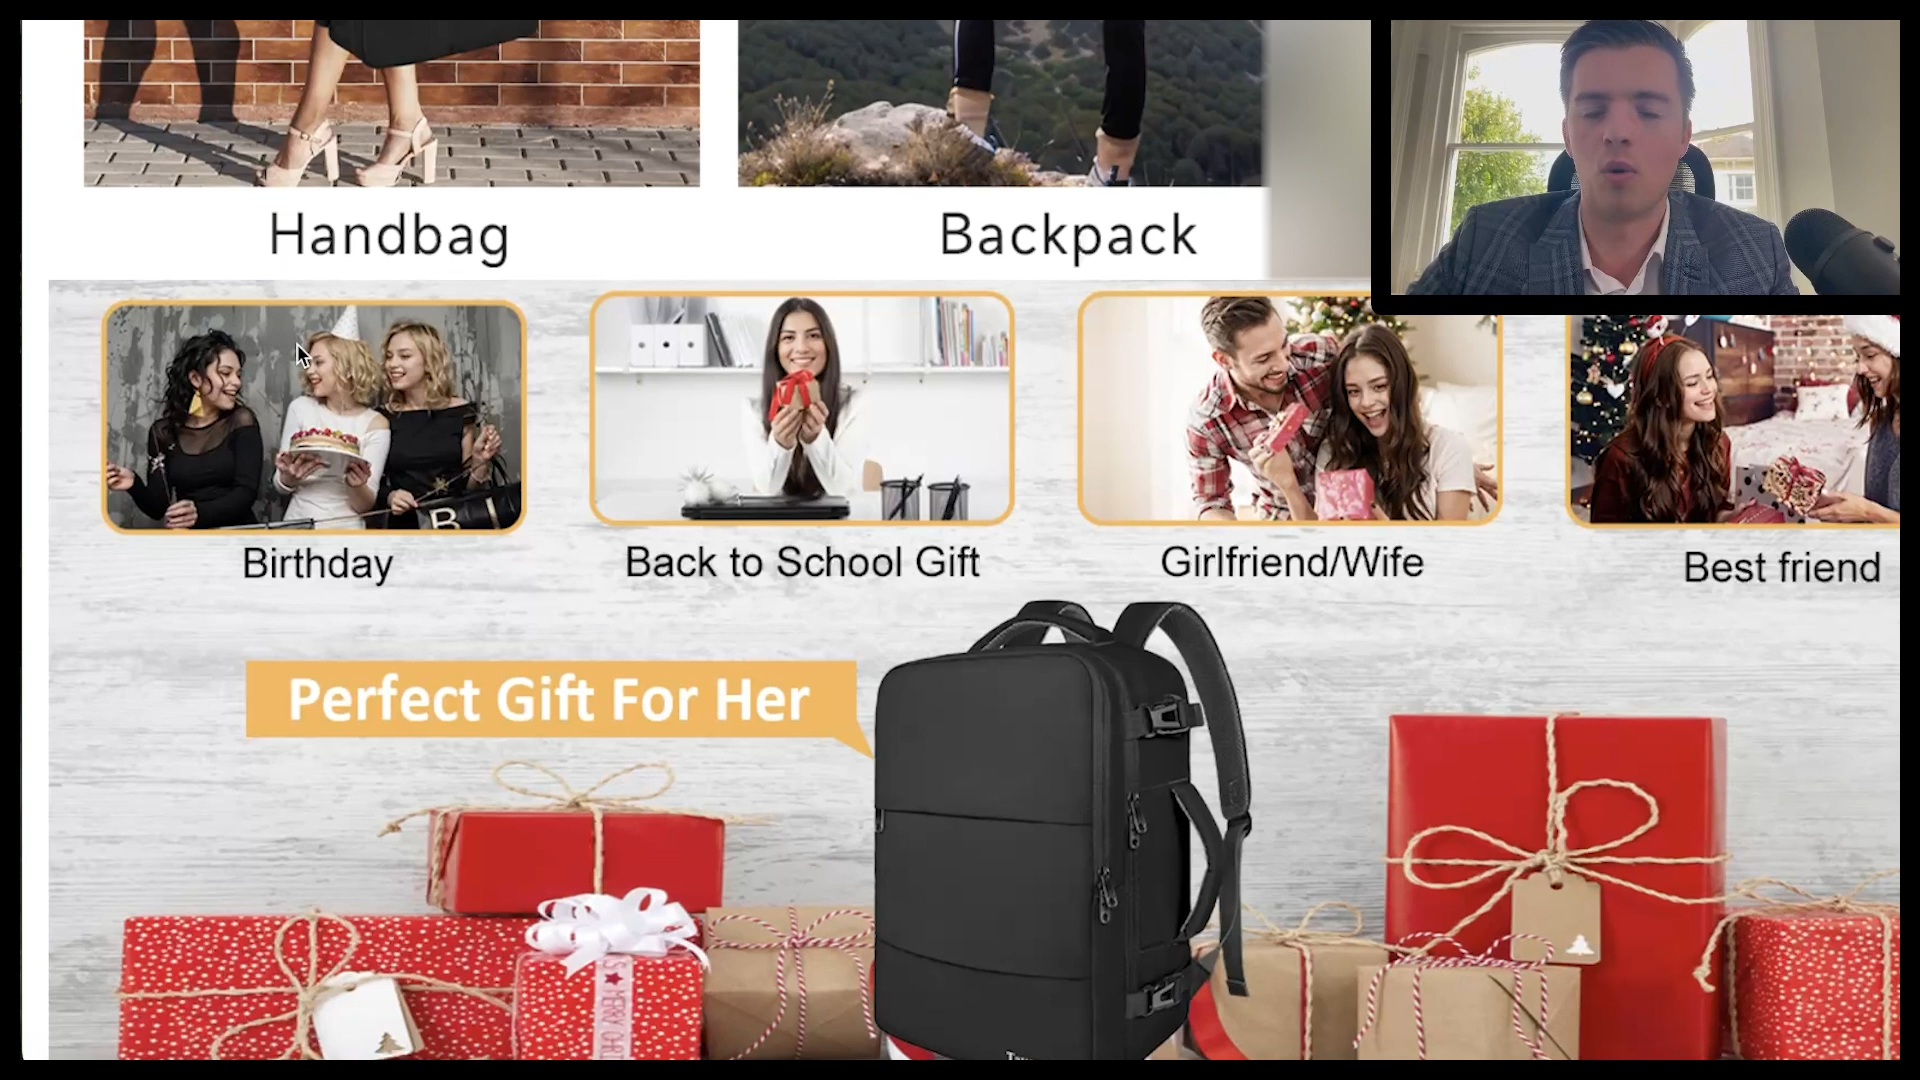 Handbag
Backpack
Birthday
Back to School Gift
Girlfriend/Wife
Best friend
Perfect Gift For Her